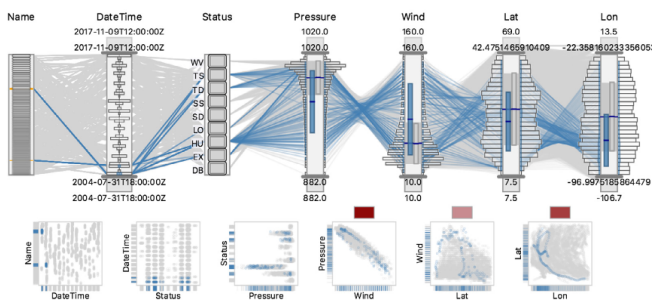 Name DateTime Status Pressure Wind Lat Lon
2017-11-09T12:00:00Z 1020.0 160.0 69.0 13.5
2017-11-09T12:00:00Z 1020.0 160.0 42.4751465910409
WV
TS
TD
SS
SD
LO
HU
EX
DB
2004-07-31T18:00:00Z 882.0 10.0 7.5 -96.9975185864479
2004-07-31T18:00:00Z 882.0 10.0 7.5 -106.7
Name DateTime Status Pressure Wind Lat
DateTime Status Pressure Wind Lat Lon